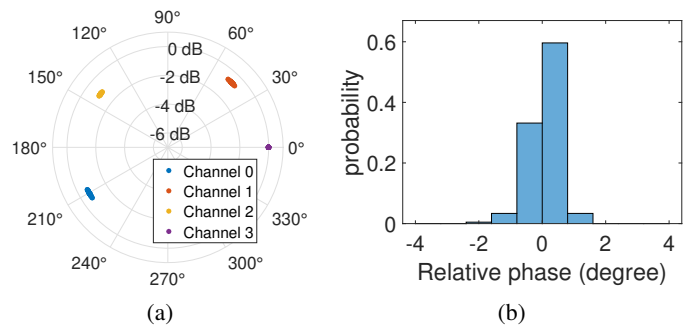 90°
120°
60°
0 dB
150°
30°
-2 dB
-4 dB
-6 dB
180°
0°
Channel 0
Channel 1
Channel 2
Channel 3
210°
330°
240°
300°
270°
(a)
probability
0.6
0.4
0.2
0
-4 -2 0 2 4
Relative phase (degree)
(b)